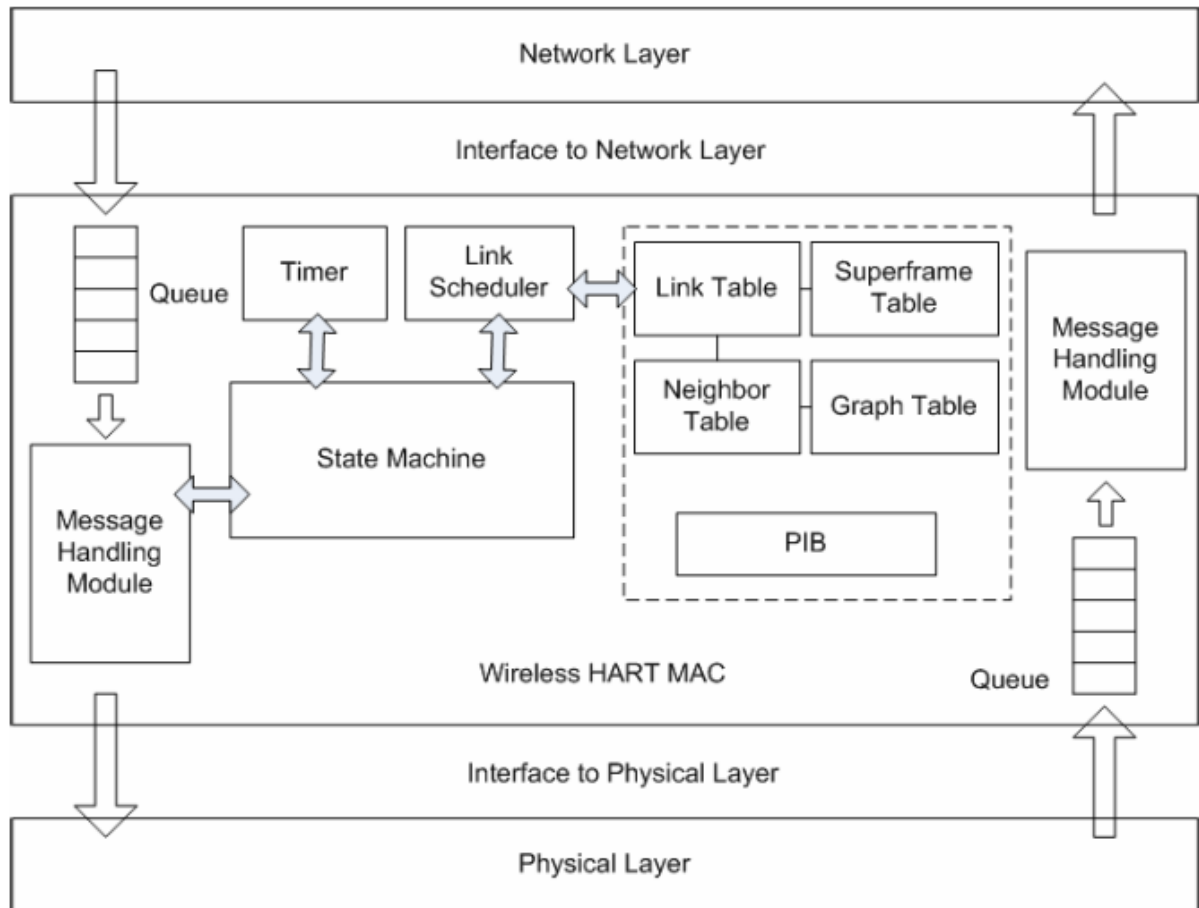 Network Layer
Interface to Network Layer
Queue
Timer
Link
Scheduler
Link Table
Superframe
Table
Neighbor
Table
Graph Table
PIB
State Machine
Message
Handling
Module
Message
Handling
Module
Queue
Wireless HART MAC
Interface to Physical Layer
Physical Layer